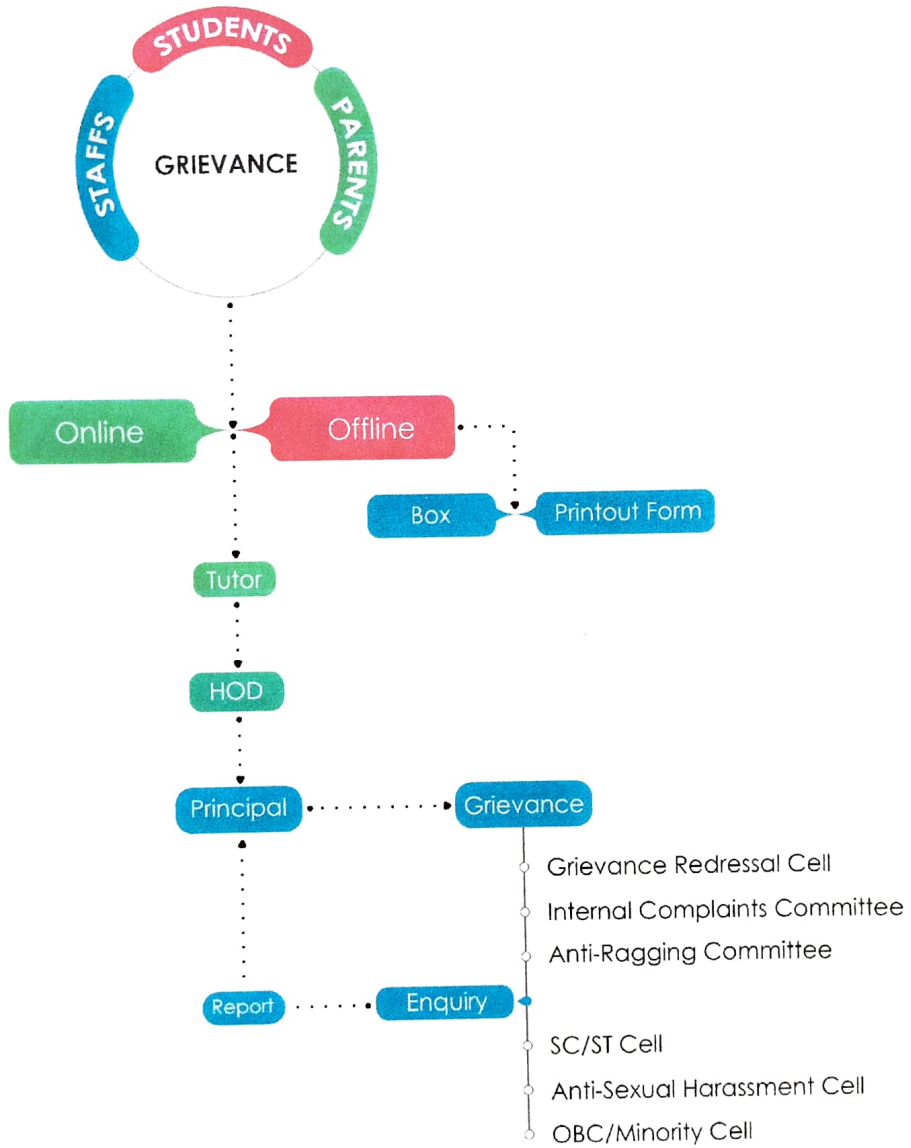 STUDENTS
STAFFS
PARENTS
GRIEVANCE
Online
Offline
Box
Printout Form
Tutor
HOD
Principal
Grievance
Grievance Redressal Cell
Internal Complaints Committee
Anti-Ragging Committee
Report
Enquiry
SC/ST Cell
Anti-Sexual Harassment Cell
OBC/Minority Cell